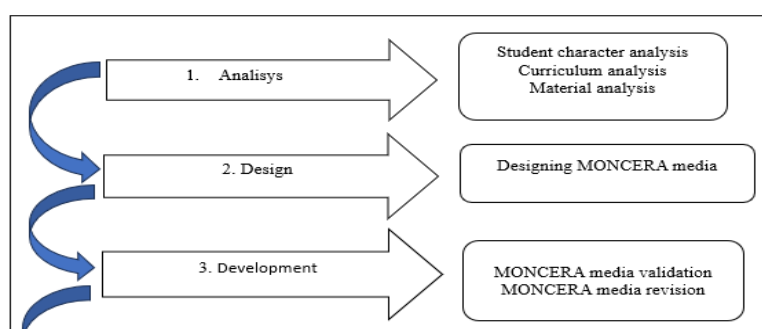 1. Analisys
Student character analysis
Curriculum analysis
Material analysis
2. Design
Designing MONCERA media
3. Development
MONCERA media validation
MONCERA media revision